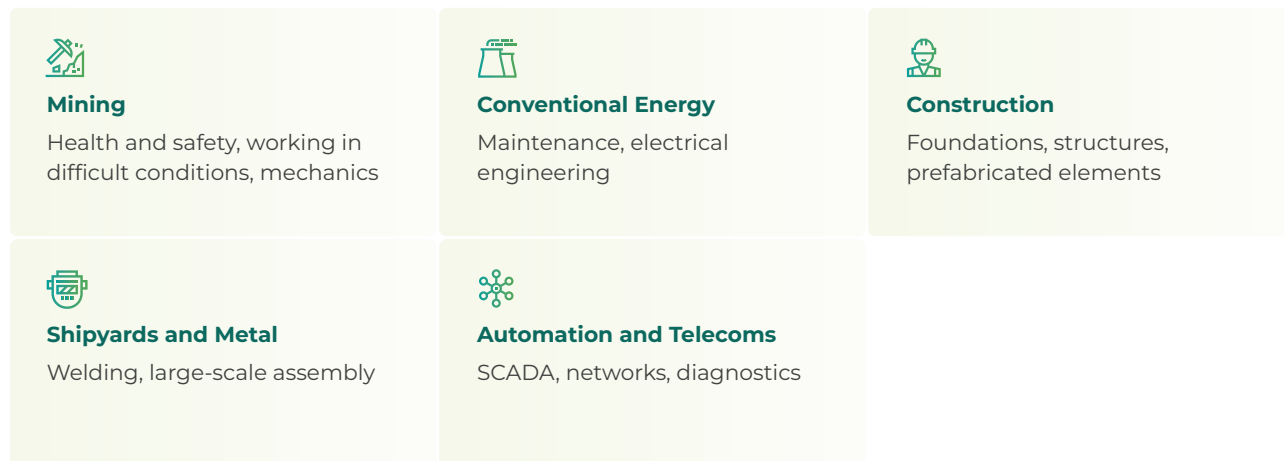 Mining
Health and safety, working in
difficult conditions, mechanics
Conventional Energy
Maintenance, electrical
engineering
Construction
Foundations, structures,
prefabricated elements
Shipyards and Metal
Welding, large-scale assembly
Automation and Telecoms
SCADA, networks, diagnostics